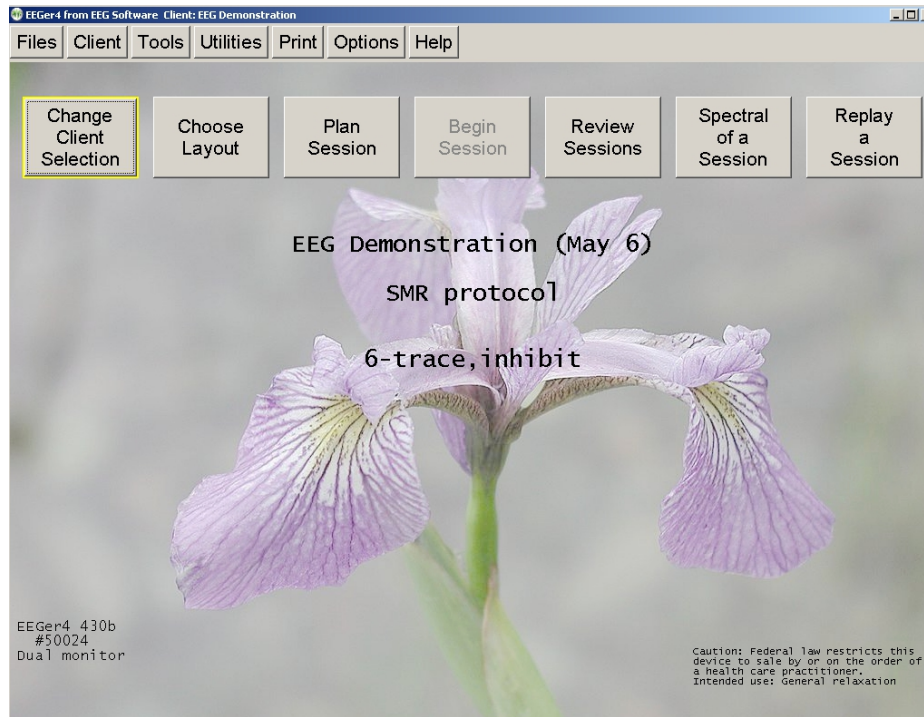 EEGer4 from EEG Software  Client: EEG Demonstration
Files Client Tools Utilities Print Options Help
Change
Client
Selection
Choose
Layout
Plan
Session
Begin
Session
Review
Sessions
Spectral
of a
Session
Replay
a
Session
EEG Demonstration (May 6)
SMR protocol
6-trace,inhibit
EEGer4 430b
#50024
Dual monitor
Caution: Federal law restricts this
device to sale by or on the order of
a health care practitioner.
Intended use: General relaxation